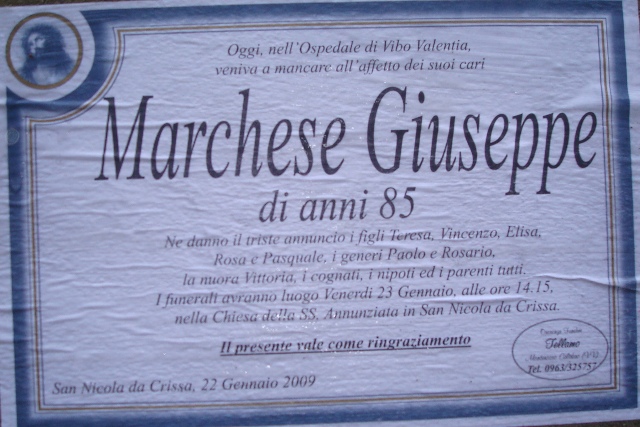 Oggi, nell'Ospedale di Vibo Valentia,
veniva a mancare all'affetto dei suoi cari
Marchese Giuseppe
di anni 85
Ne danno il triste annuncio i figli Teresa, Vincenzo, Elisa,
Rosa e Pasquale, i generi Paolo e Rosario,
la nuora Vittoria, i cognati, i nipoti ed i parenti tutti.
I funerali avranno luogo Venerdi 23 Gennaio, alle ore 14.15,
nella Chiesa della SS. Annunziata in San Nicola da Crissa.
Il presente vale come ringraziamento
San Nicola da Crissa, 22 Gennaio 2009
Tel. 0963/325757